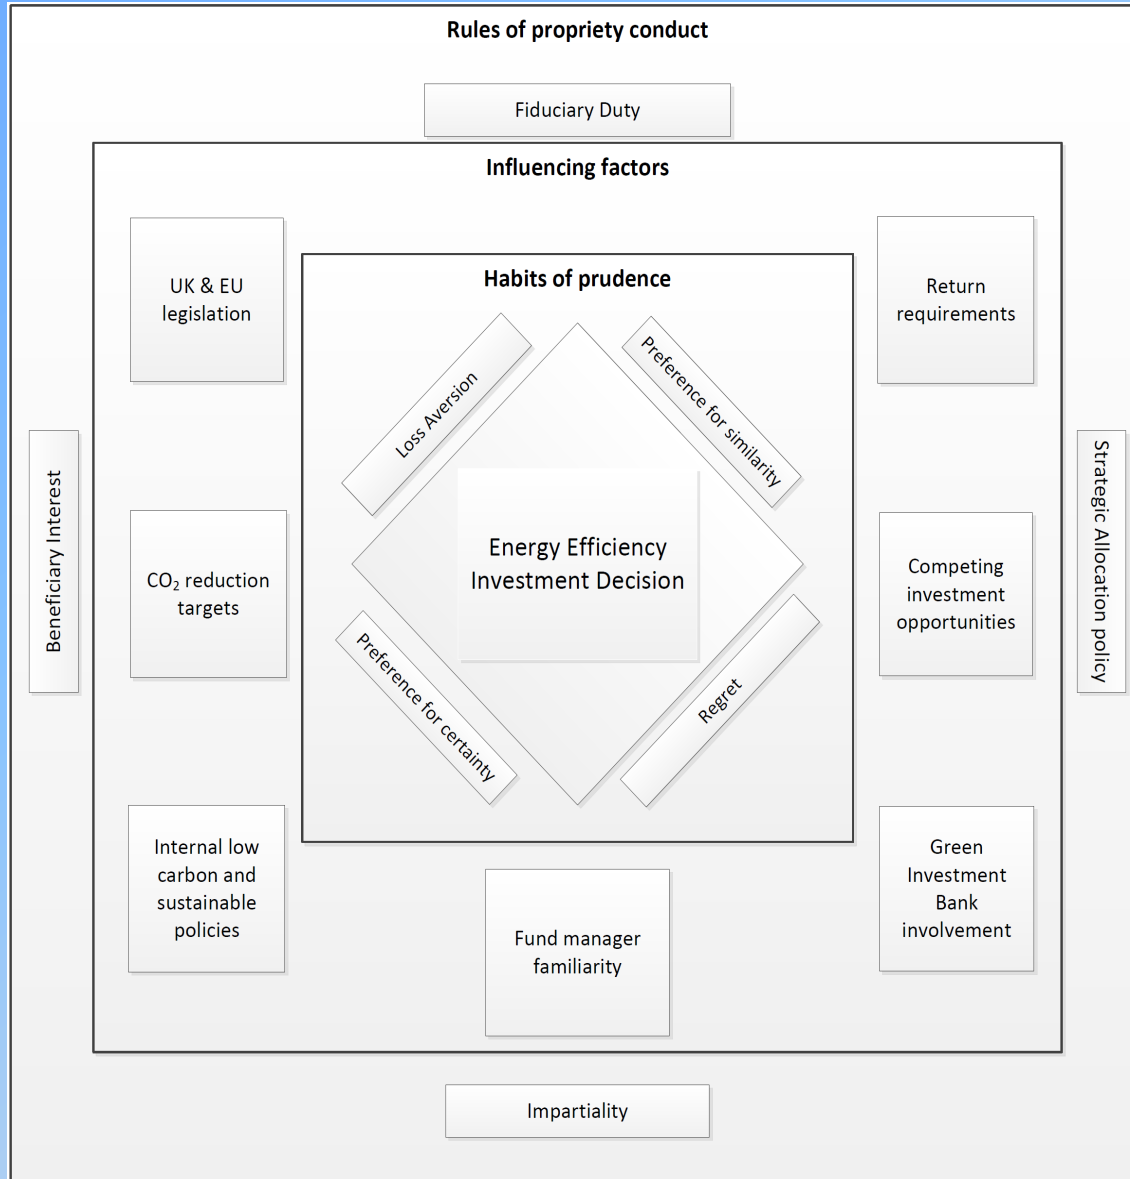 Rules of propriety conduct
Fiduciary Duty
Influencing factors
UK & EU
legislation
Return
requirements
Habits of prudence
Loss Aversion
Preference for similarity
Beneficiary Interest
CO₂ reduction
targets
Energy Efficiency
Investment Decision
Competing
investment
opportunities
Strategic Allocation policy
Preference for certainty
Regret
Internal low
carbon and
sustainable
policies
Fund manager
familiarity
Green
Investment
Bank
involvement
Impartiality